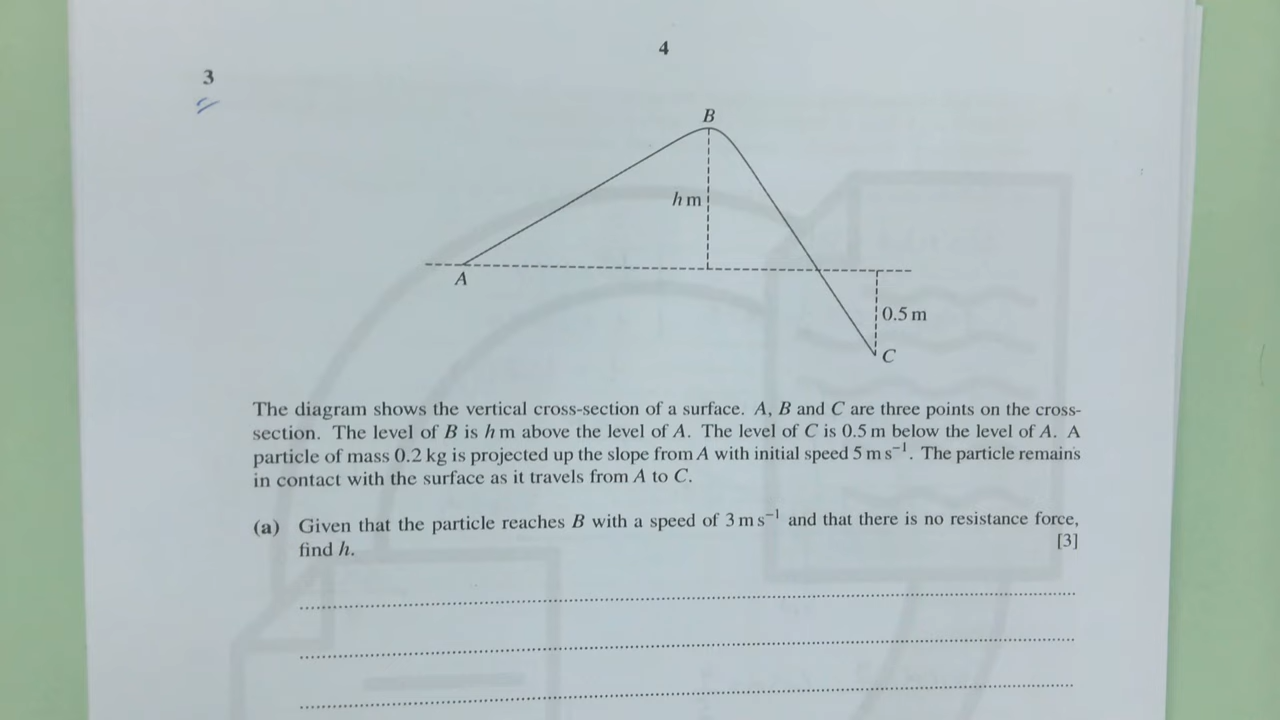 4
3
B
h m
A
0.5 m
C
The diagram shows the vertical cross-section of a surface. A, B and C are three points on the cross-
section. The level of B is h m above the level of A. The level of C is 0.5 m below the level of A. A
particle of mass 0.2 kg is projected up the slope from A with initial speed 5 m s⁻¹. The particle remains
in contact with the surface as it travels from A to C.
(a) Given that the particle reaches B with a speed of 3 m s⁻¹ and that there is no resistance force,
find h. [3]